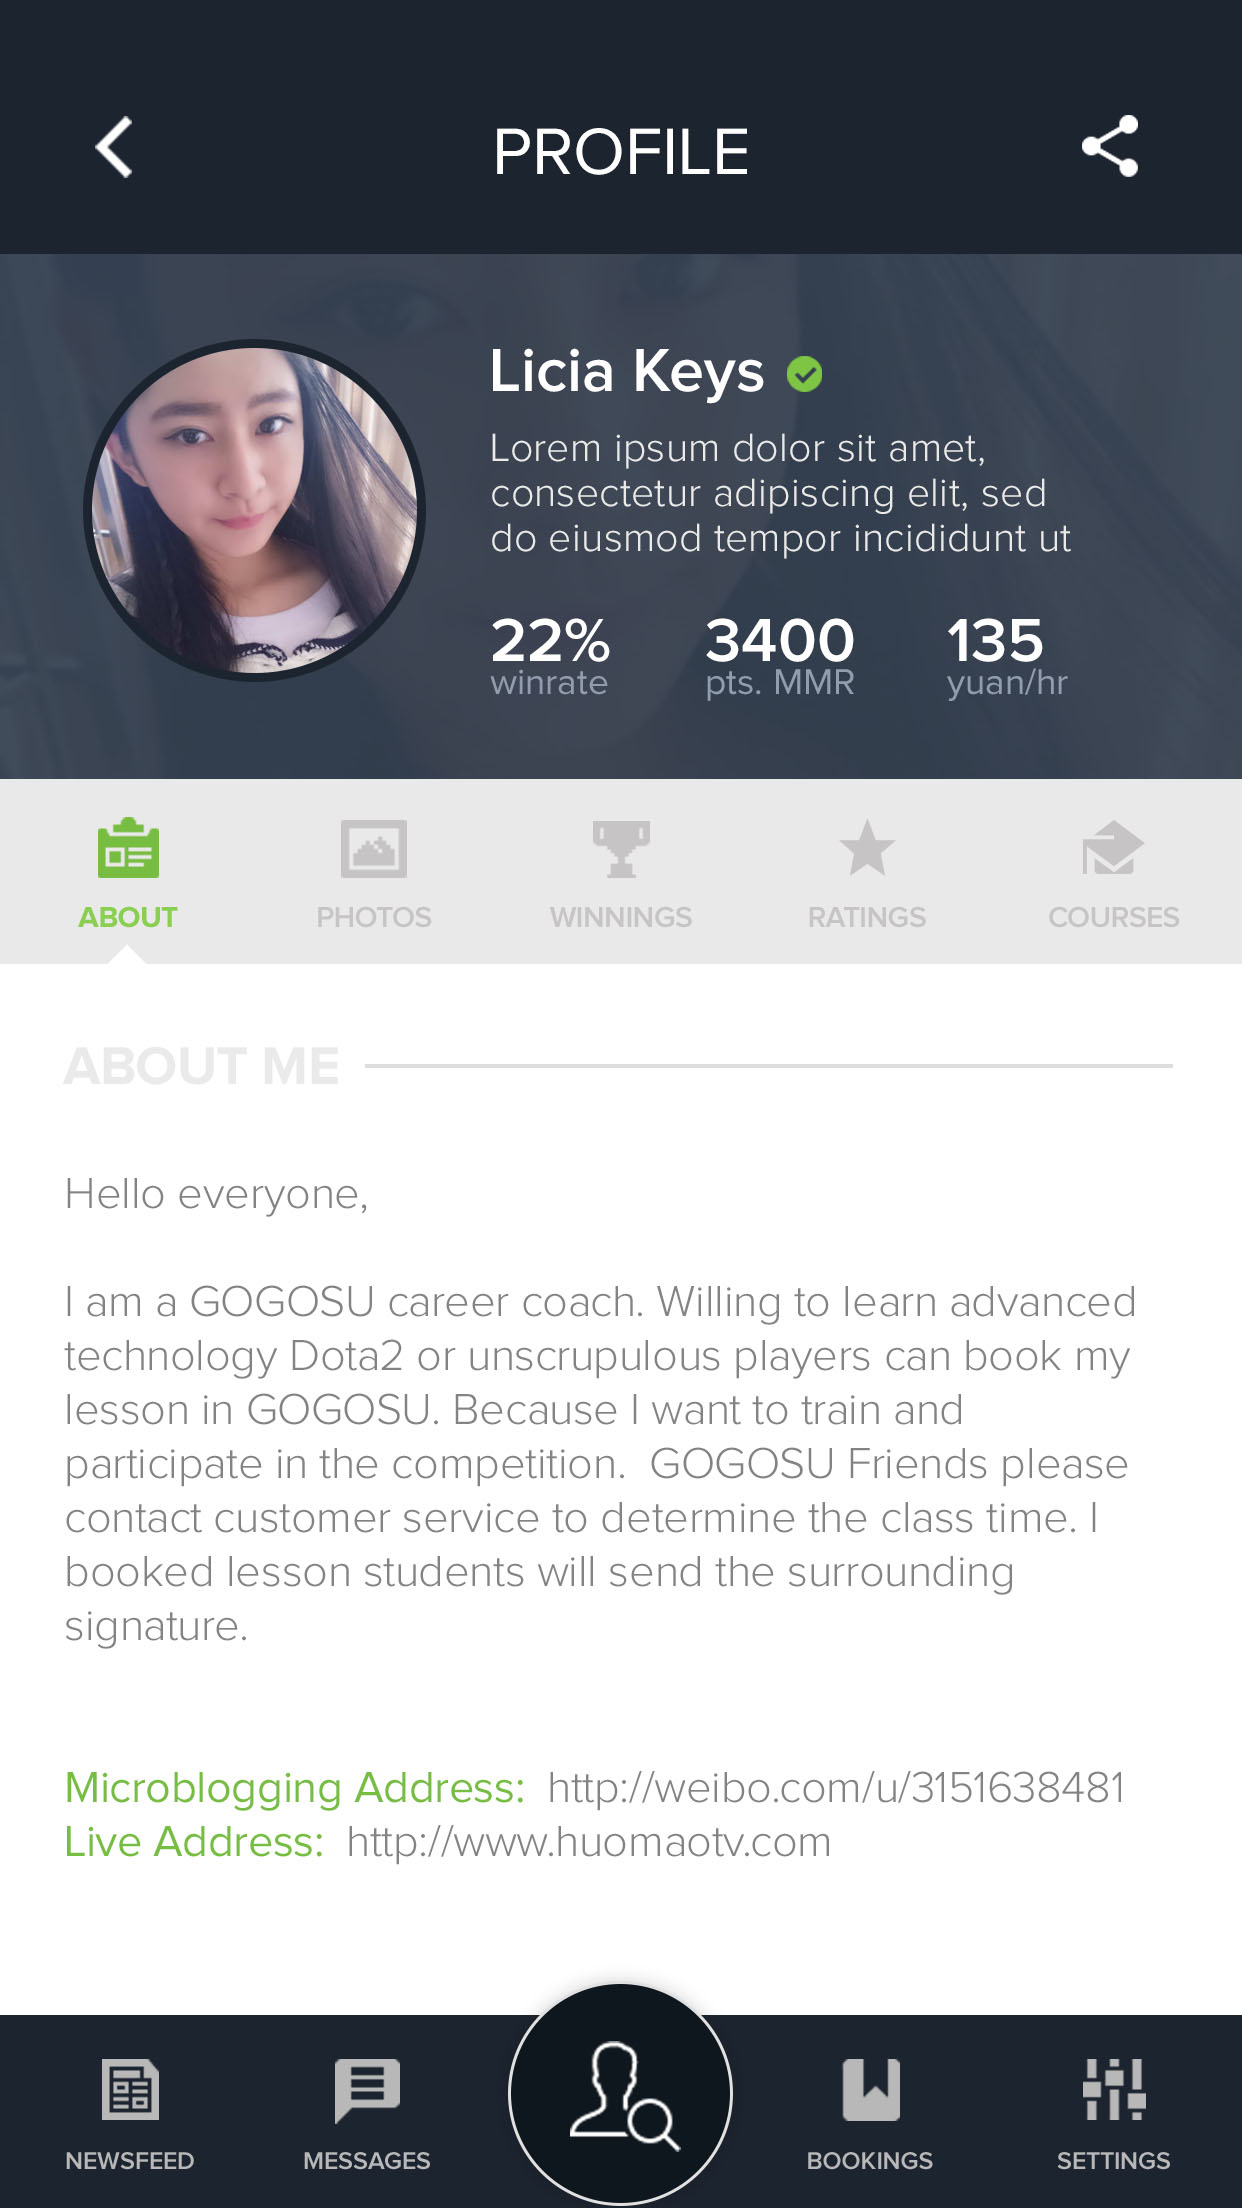 PROFILE
Licia Keys
Lorem ipsum dolor sit amet,
consectetur adipiscing elit, sed
do eiusmod tempor incididunt ut
22% 3400 135
winrate pts. MMR yuan/hr
ABOUT PHOTOS WINNINGS RATINGS COURSES
ABOUT ME
Hello everyone,
I am a GOGOSU career coach. Willing to learn advanced
technology Dota2 or unscrupulous players can book my
lesson in GOGOSU. Because I want to train and
participate in the competition.  GOGOSU Friends please
contact customer service to determine the class time. I
booked lesson students will send the surrounding
signature.
Microblogging Address:  http://weibo.com/u/3151638481
Live Address:  http://www.huomaotv.com
NEWSFEED MESSAGES BOOKINGS SETTINGS